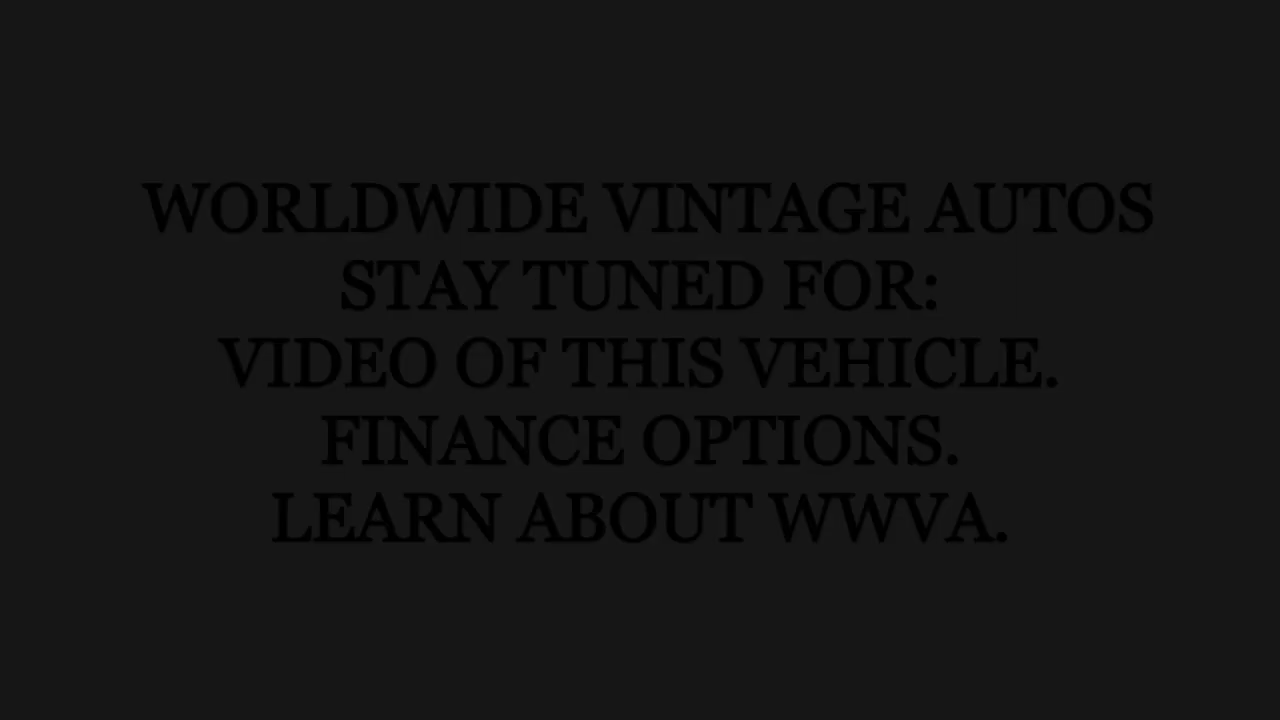 WORLDWIDE VINTAGE AUTOS
STAY TUNED FOR:
VIDEO OF THIS VEHICLE.
FINANCE OPTIONS.
LEARN ABOUT WWVA.